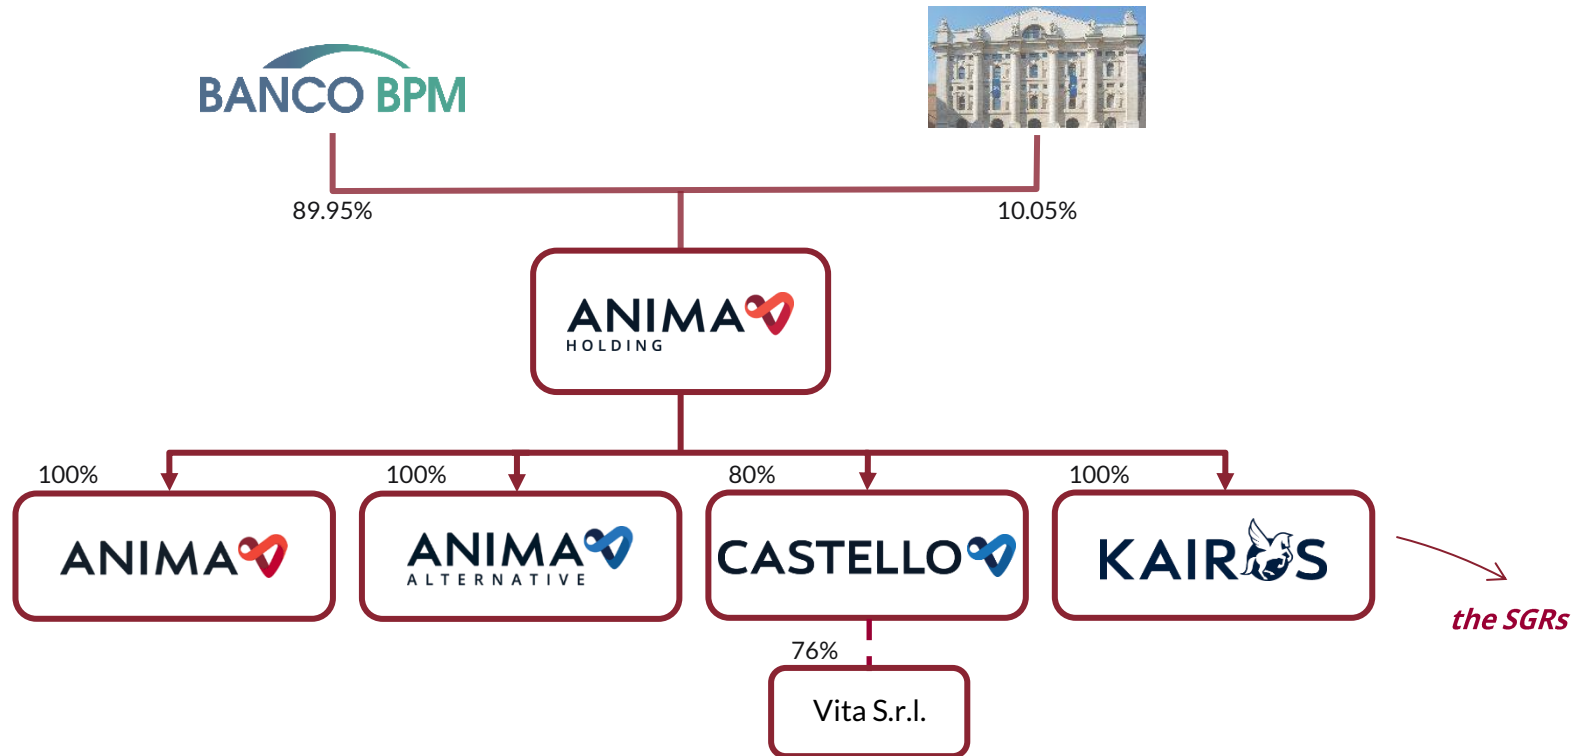 BANCO BPM
89.95%
10.05%
ANIMA
HOLDING
100%
100%
80%
100%
ANIMA
ANIMA
ALTERNATIVE
CASTELLO
KAIROS
the SGRs
76%
Vita S.r.l.